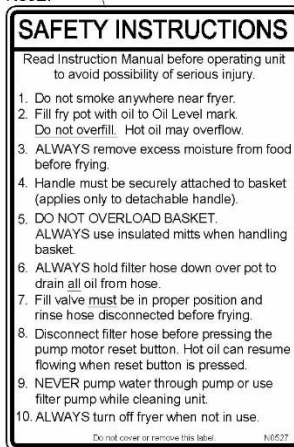 SAFETY INSTRUCTIONS
Read Instruction Manual before operating unit
to avoid possibility of serious injury.
1. Do not smoke anywhere near fryer.
2. Fill fry pot with oil to Oil Level mark.
Do not overfill. Hot oil may overflow.
3. ALWAYS remove excess moisture from food
before frying.
4. Handle must be securely attached to basket
(applies only to detachable handle).
5. DO NOT OVERLOAD BASKET.
ALWAYS use insulated mitts when handling
basket.
6. ALWAYS hold filter hose down over pot to
drain all oil from hose.
7. Fill valve must be in proper position and
rinse hose disconnected before frying.
8. Disconnect filter hose before pressing the
pump motor reset button. Hot oil can resume
flowing when reset button is pressed.
9. NEVER pump water through pump or use
filter pump while cleaning unit.
10. ALWAYS turn off fryer when not in use.
Do not cover or remove this label. N0527